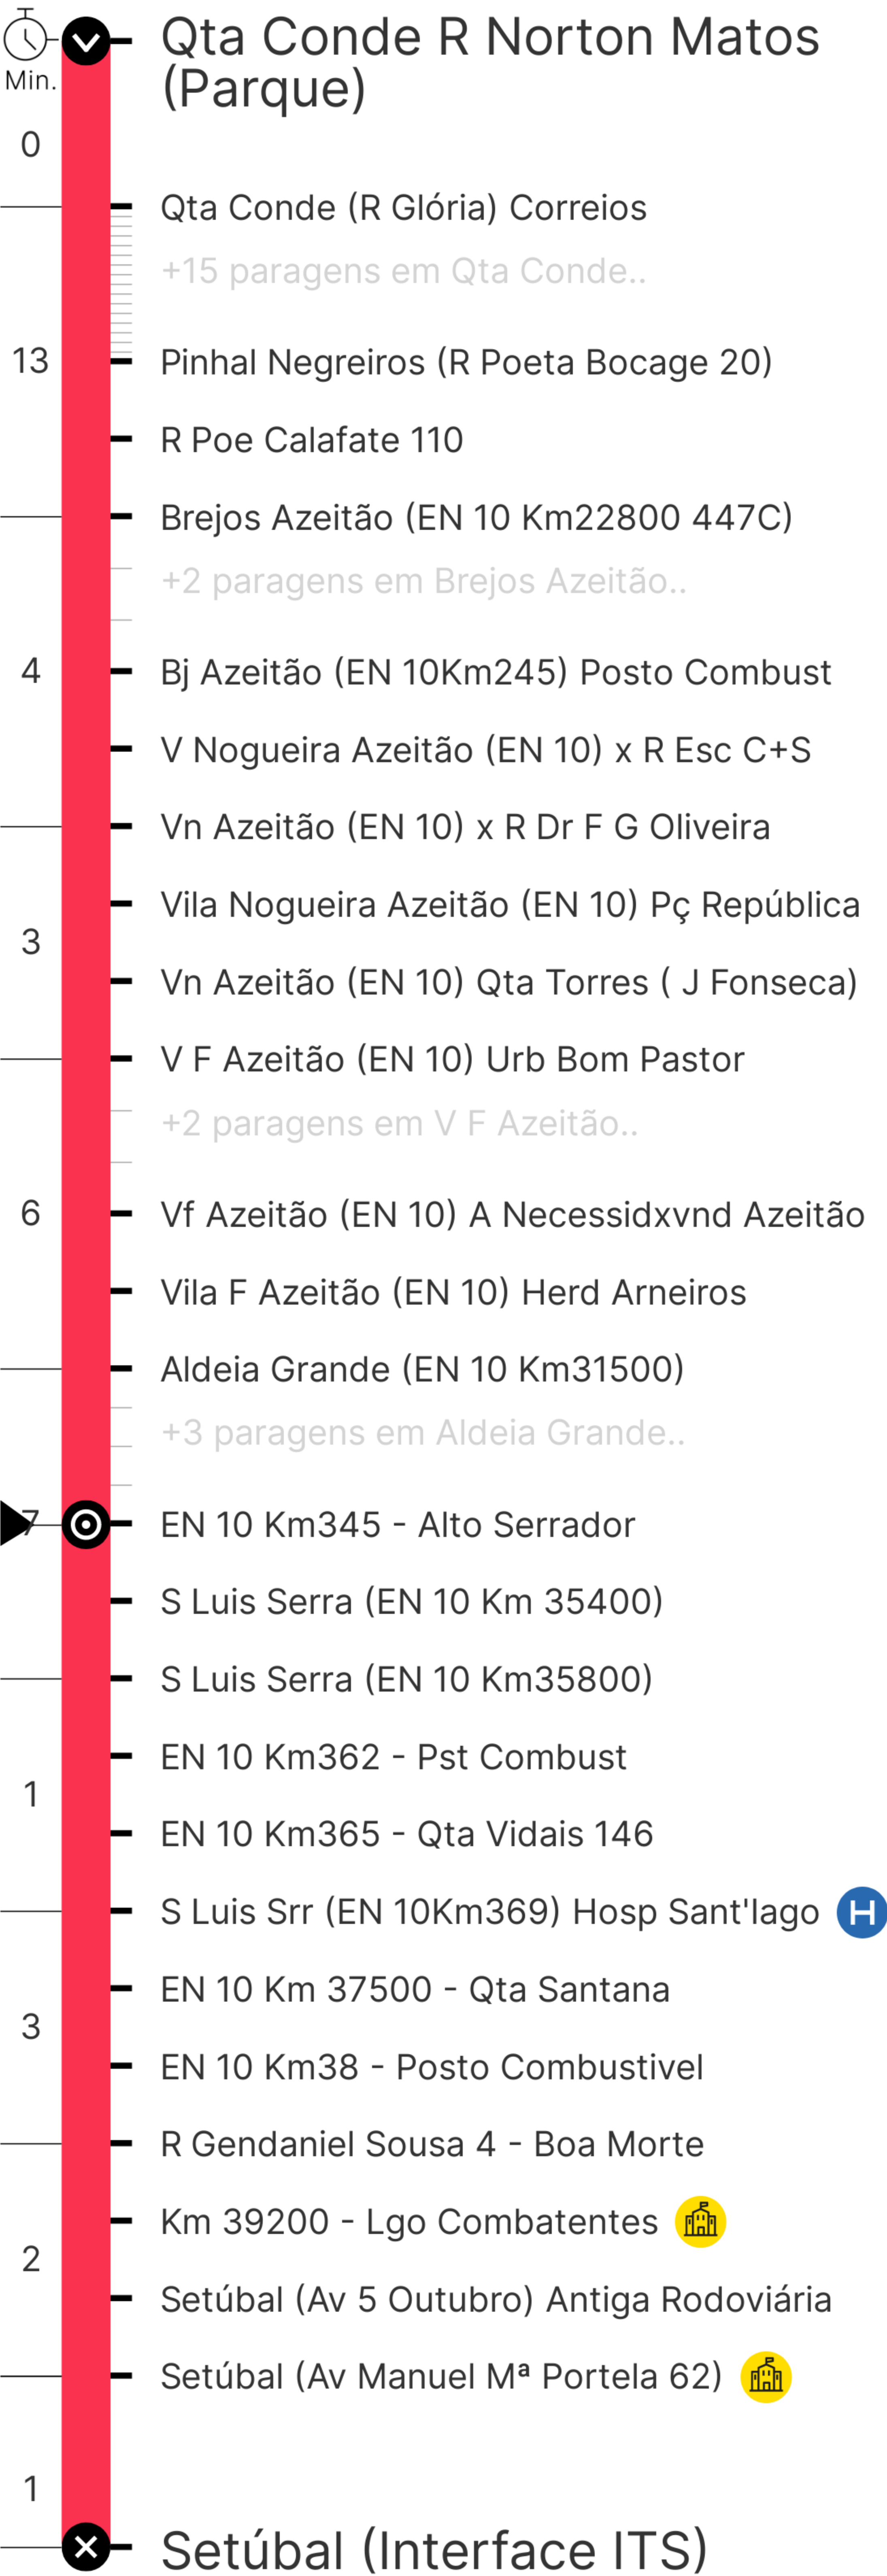 Qta Conde R Norton Matos
(Parque)
Min.
0
Qta Conde (R Glória) Correios
+15 paragens em Qta Conde..
13
Pinhal Negreiros (R Poeta Bocage 20)
R Poe Calafate 110
Brejos Azeitão (EN 10 Km22800 447C)
+2 paragens em Brejos Azeitão..
4
Bj Azeitão (EN 10Km245) Posto Combust
V Nogueira Azeitão (EN 10) x R Esc C+S
Vn Azeitão (EN 10) x R Dr F G Oliveira
Vila Nogueira Azeitão (EN 10) Pç República
3
Vn Azeitão (EN 10) Qta Torres ( J Fonseca)
V F Azeitão (EN 10) Urb Bom Pastor
+2 paragens em V F Azeitão..
6
Vf Azeitão (EN 10) A Necessidxvnd Azeitão
Vila F Azeitão (EN 10) Herd Arneiros
Aldeia Grande (EN 10 Km31500)
+3 paragens em Aldeia Grande..
7
EN 10 Km345 - Alto Serrador
S Luis Serra (EN 10 Km 35400)
S Luis Serra (EN 10 Km35800)
EN 10 Km362 - Pst Combust
1
EN 10 Km365 - Qta Vidais 146
S Luis Srr (EN 10Km369) Hosp Sant'Iago
H
EN 10 Km 37500 - Qta Santana
3
EN 10 Km38 - Posto Combustivel
R Gendaniel Sousa 4 - Boa Morte
Km 39200 - Lgo Combatentes
2
Setúbal (Av 5 Outubro) Antiga Rodoviária
Setúbal (Av Manuel Mª Portela 62)
1
Setúbal (Interface ITS)